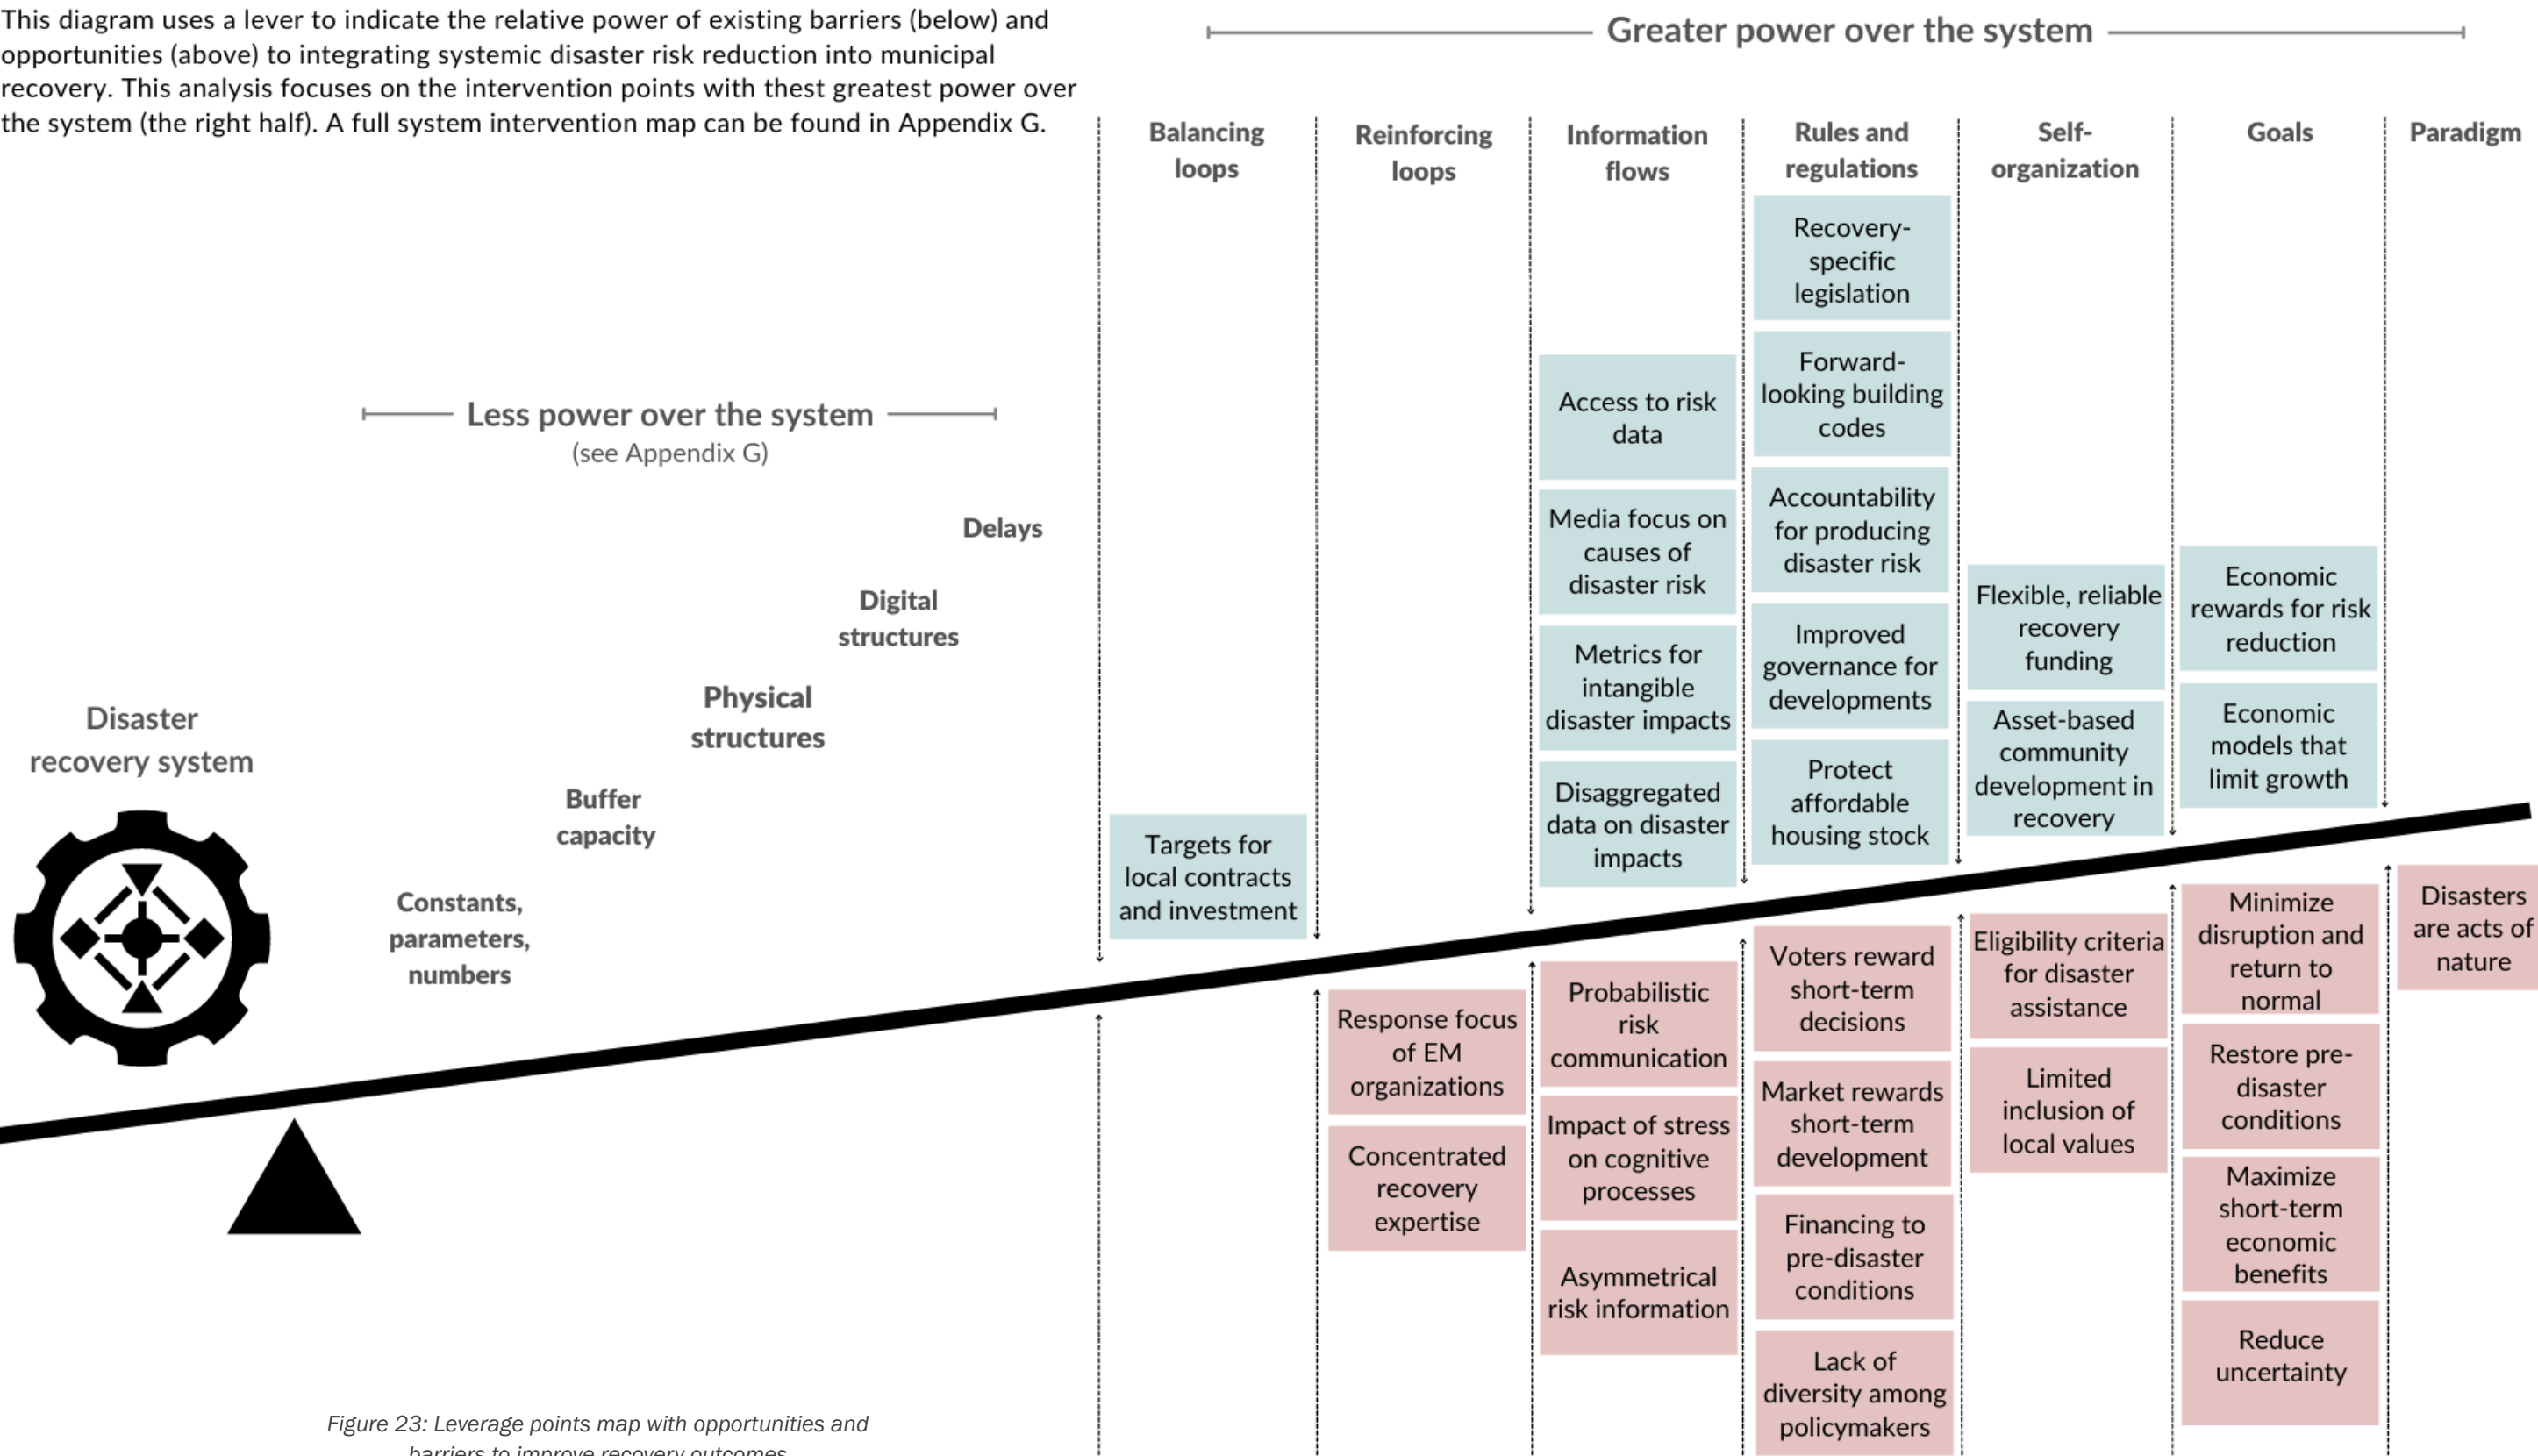 This diagram uses a lever to indicate the relative power of existing barriers (below) and
opportunities (above) to integrating systemic disaster risk reduction into municipal
recovery. This analysis focuses on the intervention points with thest greatest power over
the system (the right half). A full system intervention map can be found in Appendix G.
Greater power over the system
Less power over the system
(see Appendix G)
Disaster
recovery system
Constants,
parameters,
numbers
Buffer
capacity
Physical
structures
Digital
structures
Delays
Balancing
loops
Targets for
local contracts
and investment
Reinforcing
loops
Response focus
of EM
organizations
Concentrated
recovery
expertise
Information
flows
Access to risk
data
Media focus on
causes of
disaster risk
Metrics for
intangible
disaster impacts
Disaggregated
data on disaster
impacts
Probabilistic
risk
communication
Impact of stress
on cognitive
processes
Asymmetrical
risk information
Rules and
regulations
Recovery-
specific
legislation
Forward-
looking building
codes
Accountability
for producing
disaster risk
Improved
governance for
developments
Protect
affordable
housing stock
Voters reward
short-term
decisions
Market rewards
short-term
development
Financing to
pre-disaster
conditions
Lack of
diversity among
policymakers
Self-
organization
Flexible, reliable
recovery
funding
Asset-based
community
development in
recovery
Eligibility criteria
for disaster
assistance
Limited
inclusion of
local values
Goals
Economic
rewards for risk
reduction
Economic
models that
limit growth
Minimize
disruption and
return to
normal
Restore pre-
disaster
conditions
Maximize
short-term
economic
benefits
Reduce
uncertainty
Paradigm
Disasters
are acts of
nature
Figure 23: Leverage points map with opportunities and
barriers to improve recovery outcomes